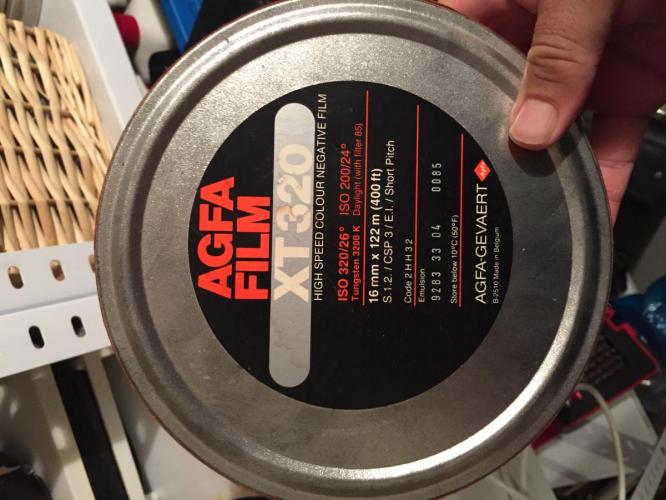 AGFA
FILM
XT 320
HIGH SPEED COLOUR NEGATIVE FILM
ISO 320/26° ISO 200/24°
Tungsten 3200 K Daylight (with filter 85)
16 mm x 122 m (400 ft)
S 1.2. / CSP 3 / E.I. / Short Pitch
Code 2 H H 3 2
Emulsion
9283 33 04 0085
Store below 10°C (50°F)
AGFA-GEVAERT
B-2510 Made in Belgium